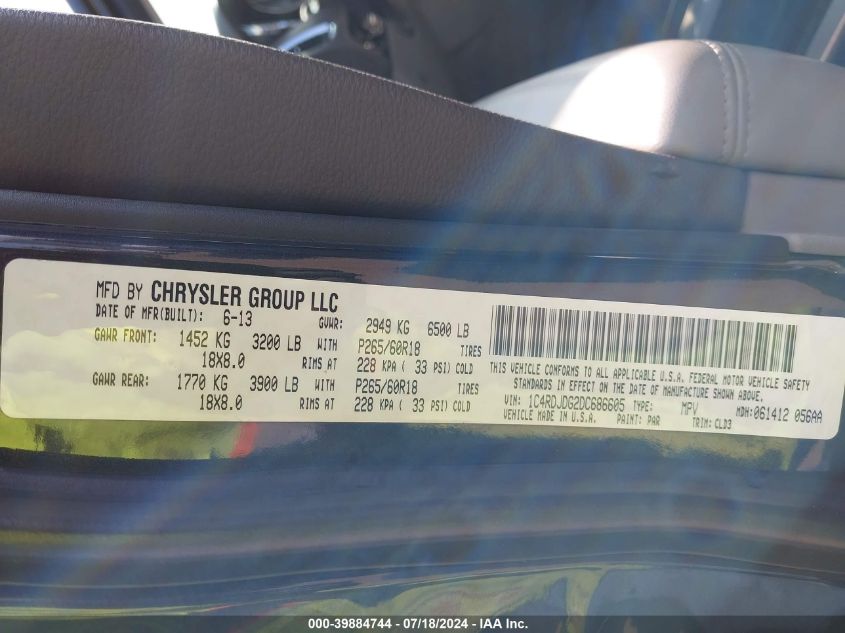 MFD BY CHRYSLER GROUP LLC
DATE OF MFR(BUILT): 6-13 GVWR: 2949 KG 6500 LB
GAWR FRONT: 1452 KG 3200 LB WITH P265/60R18 TIRES
18X8.0 RIMS AT 228 KPA ( 33 PSI) COLD
GAWR REAR: 1770 KG 3900 LB WITH P265/60R18 TIRES
18X8.0 RIMS AT 228 KPA ( 33 PSI) COLD
THIS VEHICLE CONFORMS TO ALL APPLICABLE U.S.A. FEDERAL MOTOR VEHICLE SAFETY
STANDARDS IN EFFECT ON THE DATE OF MANUFACTURE SHOWN ABOVE.
VIN: 1C4RDJDG2DC686605 TYPE: MPV MDH: 061412 056AA
VEHICLE MADE IN U.S.A. PAINT: PAR TRIM: CLD3
000-39884744 / 07/18/2024 - IAA Inc.